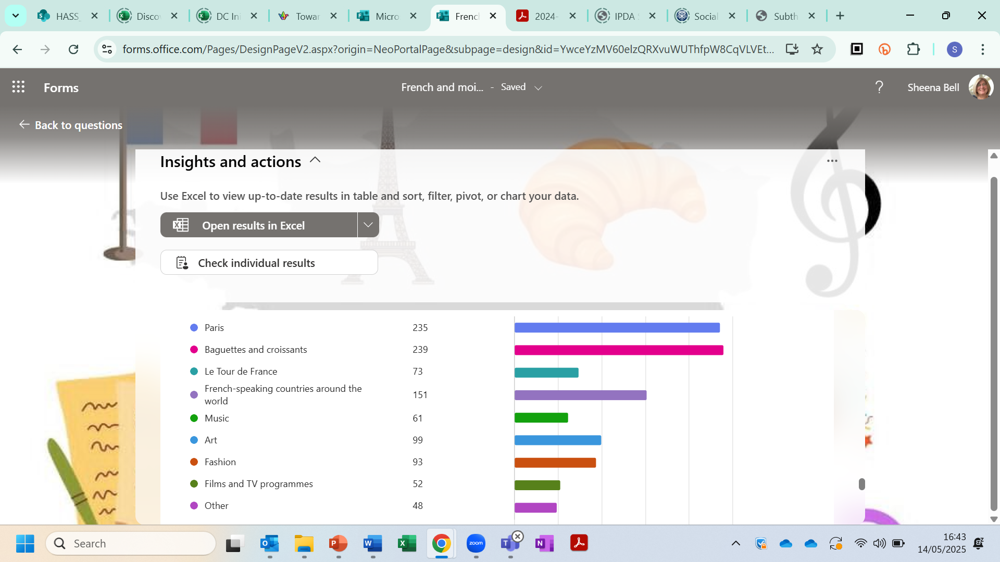 HASS_
Disco
DC Ini
Towar
Micro
French
2024-
IPDA
Social
Subth
forms.office.com/Pages/DesignPageV2.aspx?origin=NeoPortalPage&subpage=design&id=YwceYzMV60elzQRXvuWUThfpW8CqVLVEt...
S
Forms
French and moi... - Saved
?
Sheena Bell
Back to questions
Insights and actions
Use Excel to view up-to-date results in table and sort, filter, pivot, or chart your data.
Open results in Excel
Check individual results
Paris 235
Baguettes and croissants 239
Le Tour de France 73
French-speaking countries around the
world 151
Music 61
Art 99
Fashion 93
Films and TV programmes 52
Other 48
Search
zoom
16:43
14/05/2025